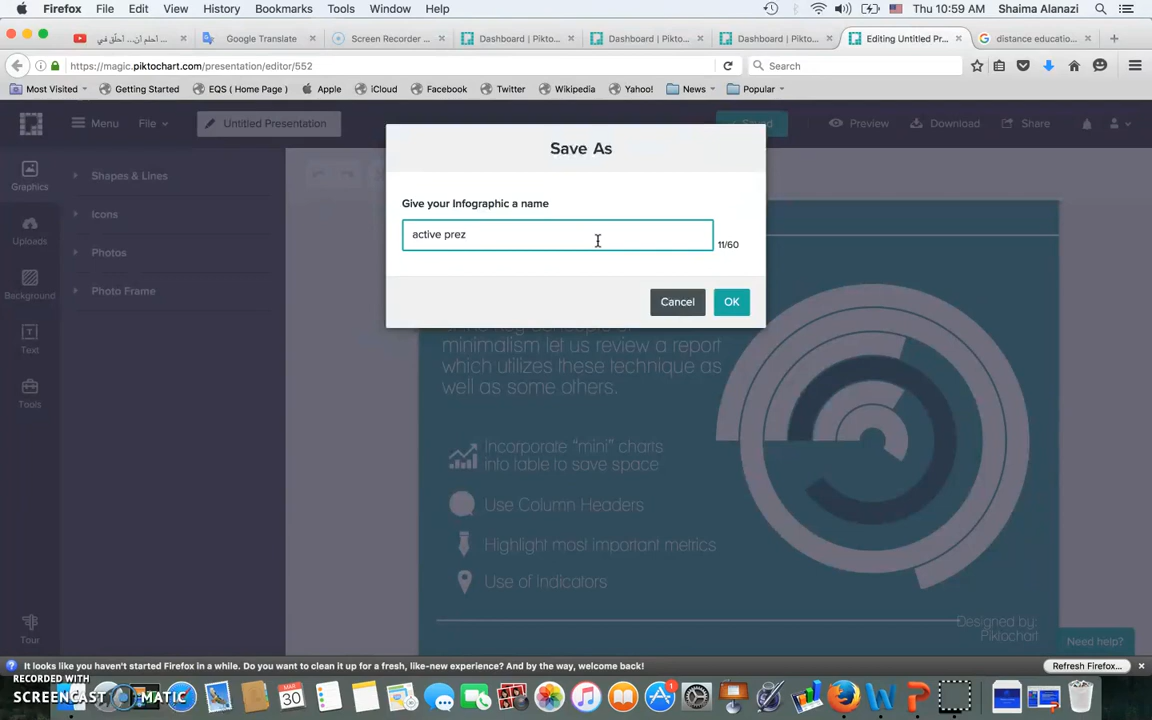 Firefox File Edit View History Bookmarks Tools Window Help Thu 10:59 AM Shaima Alanazi
أحلم أن... أحلّق في Google Translate Screen Recorder ... Dashboard | Pikto... Dashboard | Pikto... Dashboard | Pikto... Editing Untitled Pr... distance educatio...
https://magic.piktochart.com/presentation/editor/552 Search
Most Visited Getting Started EQS ( Home Page ) Apple iCloud Facebook Twitter Wikipedia Yahoo! News Popular
Menu File Untitled Presentation Saved Preview Download Share
Save As
Graphics
Shapes & Lines
Icons
Uploads
Photos
Background
Photo Frame
Text
Tools
Give your Infographic a name
active prez
11/60
Cancel OK
minimalism let us review a report
which utilizes these technique as
well as some others.
Incorporate “mini” charts
into table to save space
Use Column Headers
Highlight most important metrics
Use of Indicators
Designed by:
Piktochart
Tour
Need help?
It looks like you haven't started Firefox in a while. Do you want to clean it up for a fresh, like-new experience? And by the way, welcome back! Refresh Firefox...
RECORDED WITH
SCREENCAST MATIC
MAR
30
1